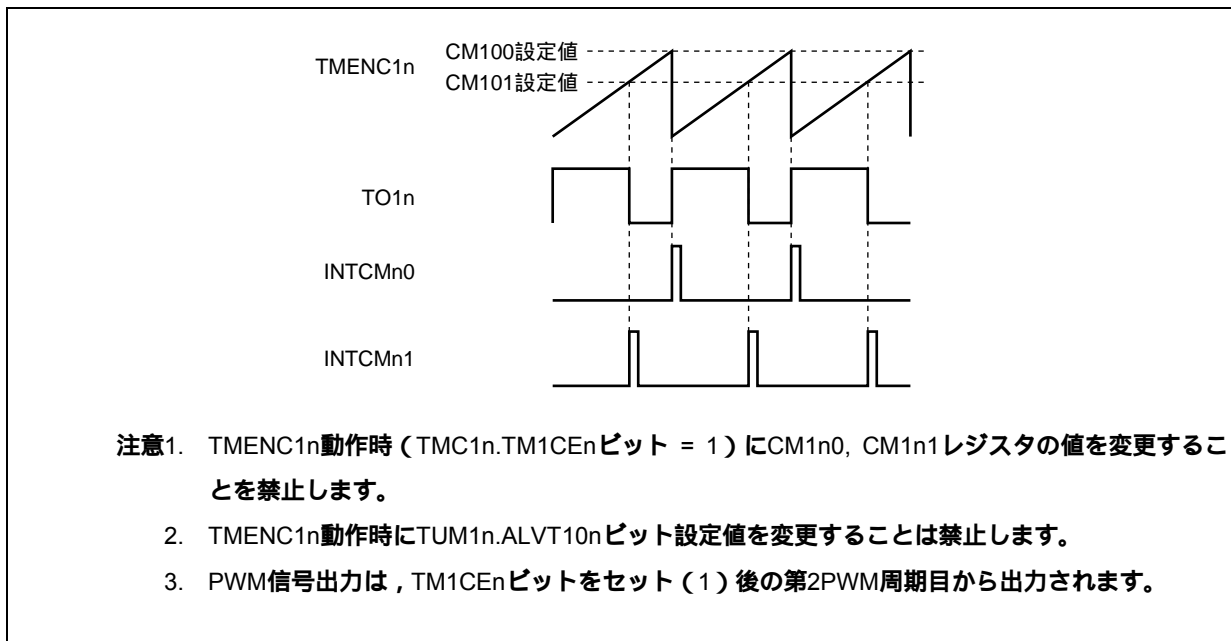 CM100設定値
TMENC1n
CM101設定値
TO1n
INTCMn0
INTCMn1
注意1. TMENC1n動作時（TMC1n.TM1CEnビット = 1）にCM1n0, CM1n1レジスタの値を変更するこ
とを禁止します。
2. TMENC1n動作時にTUM1n.ALVT10nビット設定値を変更することは禁止します。
3. PWM信号出力は，TM1CEnビットをセット（1）後の第2PWM周期目から出力されます。